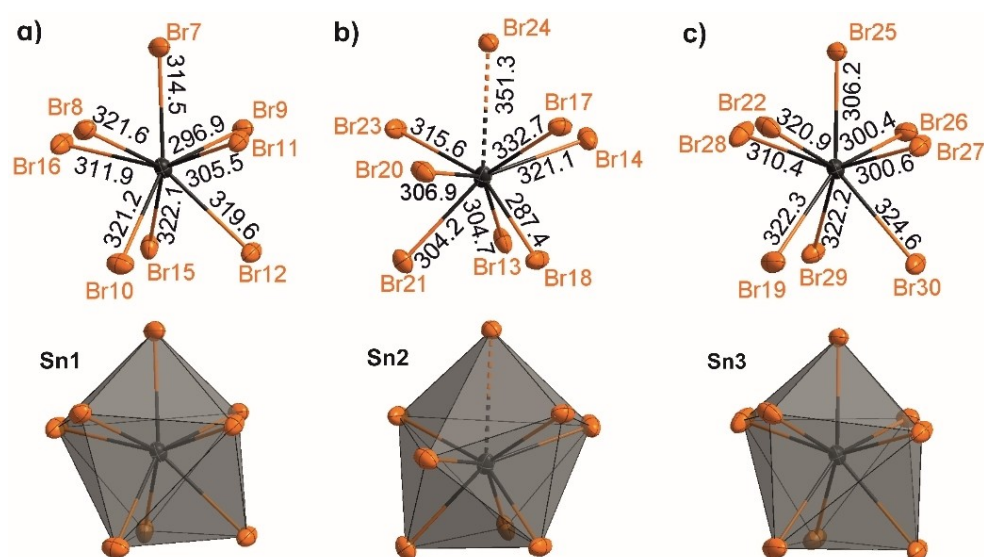 a)
Br7
314.5
Br8
321.6
296.9
Br9
Br16
311.9
305.5
Br11
321.2
322.1
319.6
Br10
Br15
Br12
b)
Br24
351.3
Br23
315.6
332.7
Br17
Br20
306.9
321.1
Br14
304.2
304.7
287.4
Br21
Br13
Br18
c)
Br25
306.2
Br22
320.9
300.4
Br26
Br28
310.4
300.6
Br27
322.3
322.2
324.6
Br19
Br29
Br30
Sn1
Sn2
Sn3